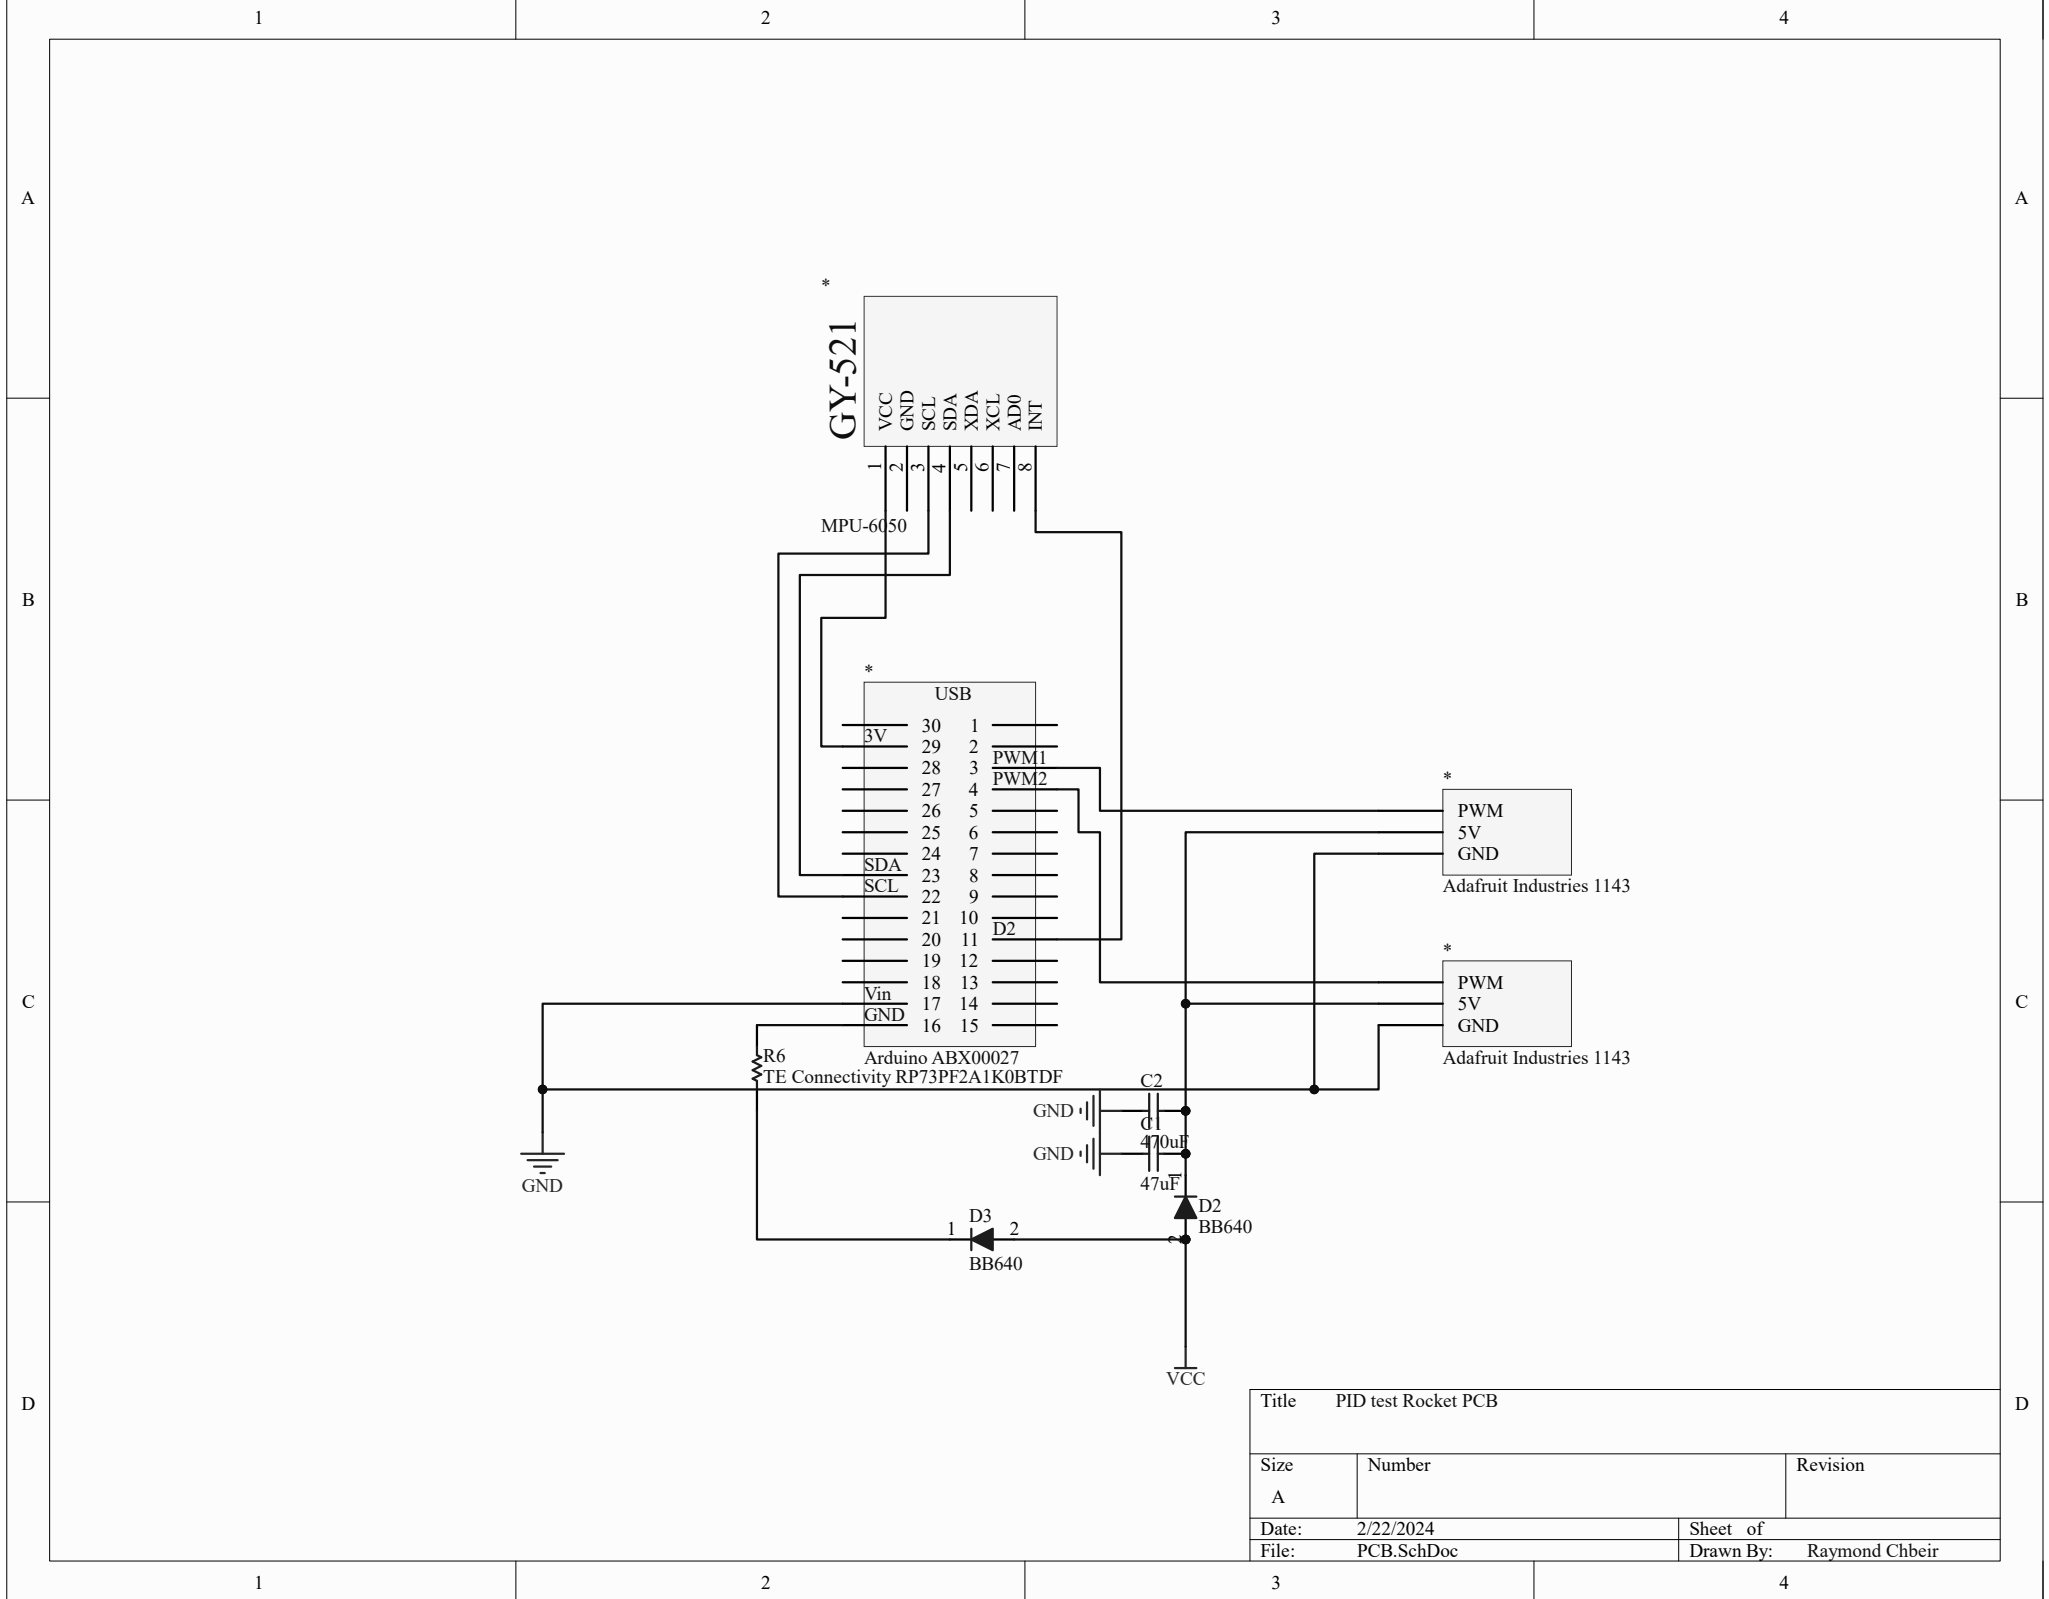 1 2 3 4
A A
*
GY-521
VCC
GND
SCL
SDA
XDA
XCL
AD0
INT
1 2 3 4 5 6 7 8
MPU-6050
B B
*
USB
30 1
3V
29 2
PWM1
28 3
PWM2
27 4
26 5
25 6
24 7
SDA
23 8
SCL
22 9
21 10
D2
20 11
19 12
18 13
Vin
17 14
GND
16 15
Arduino ABX00027
*
PWM
5V
GND
Adafruit Industries 1143
*
PWM
5V
GND
Adafruit Industries 1143
C C
R6
TE Connectivity RP73PF2A1K0BTDF
C2
GND
C1
470uF
GND
47uF
1
GND
D2
BB640
2
D3
1 2
BB640
VCC
D D
Title PID test Rocket PCB
Size Number Revision
A
Date: 2/22/2024 Sheet of
File: PCB.SchDoc Drawn By: Raymond Chbeir
1 2 3 4